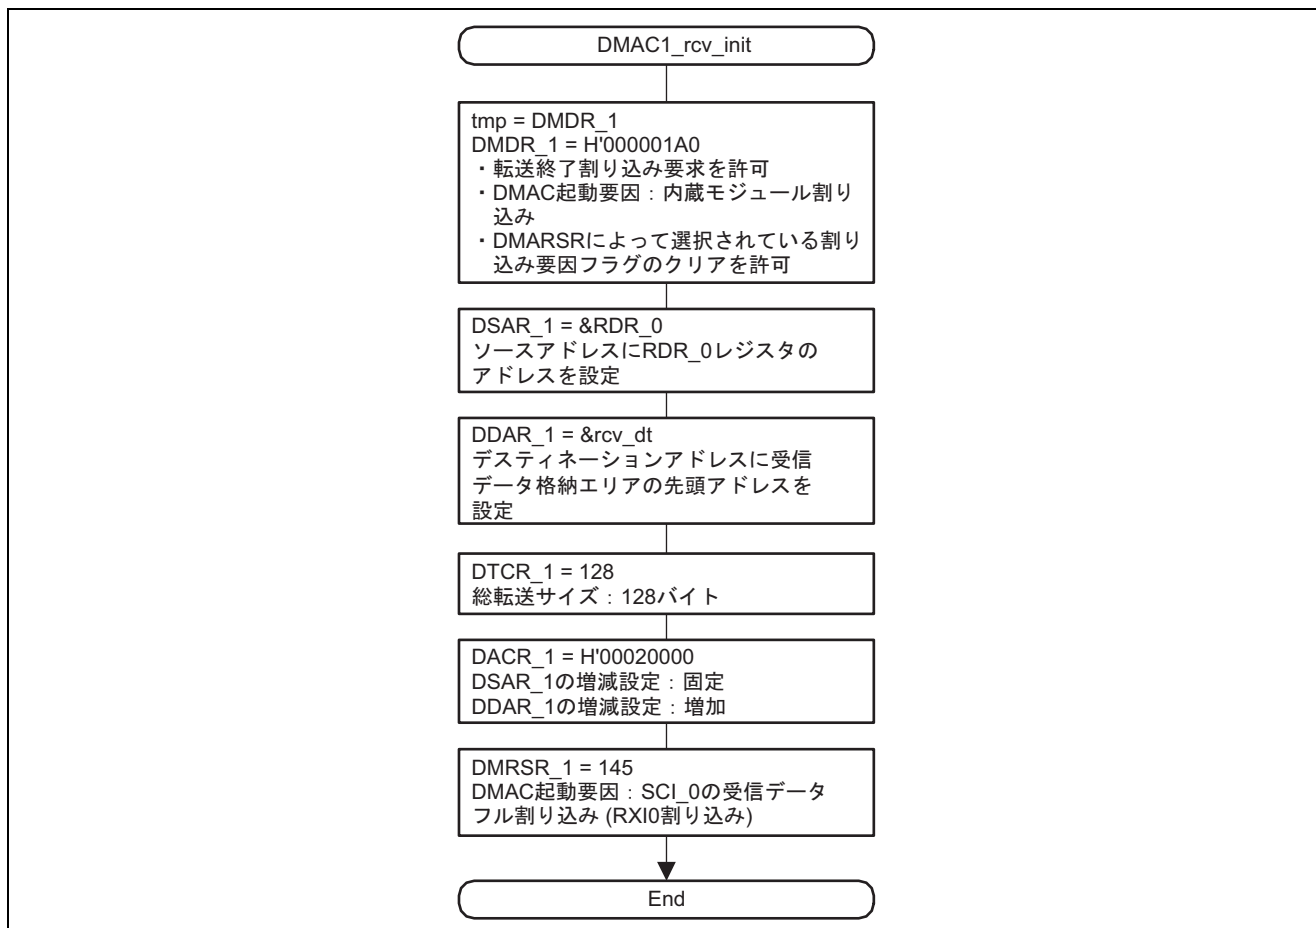 DMAC1_rcv_init
tmp = DMDR_1
DMDR_1 = H'000001A0
・転送終了割り込み要求を許可
・DMAC起動要因：内蔵モジュール割り
込み
・DMARSRによって選択されている割り
込み要因フラグのクリアを許可
DSAR_1 = &RDR_0
ソースアドレスにRDR_0レジスタの
アドレスを設定
DDAR_1 = &rcv_dt
デスティネーションアドレスに受信
データ格納エリアの先頭アドレスを
設定
DTCR_1 = 128
総転送サイズ：128バイト
DACR_1 = H'00020000
DSAR_1の増減設定：固定
DDAR_1の増減設定：増加
DMRSR_1 = 145
DMAC起動要因：SCI_0の受信データ
フル割り込み (RXI0割り込み)
End